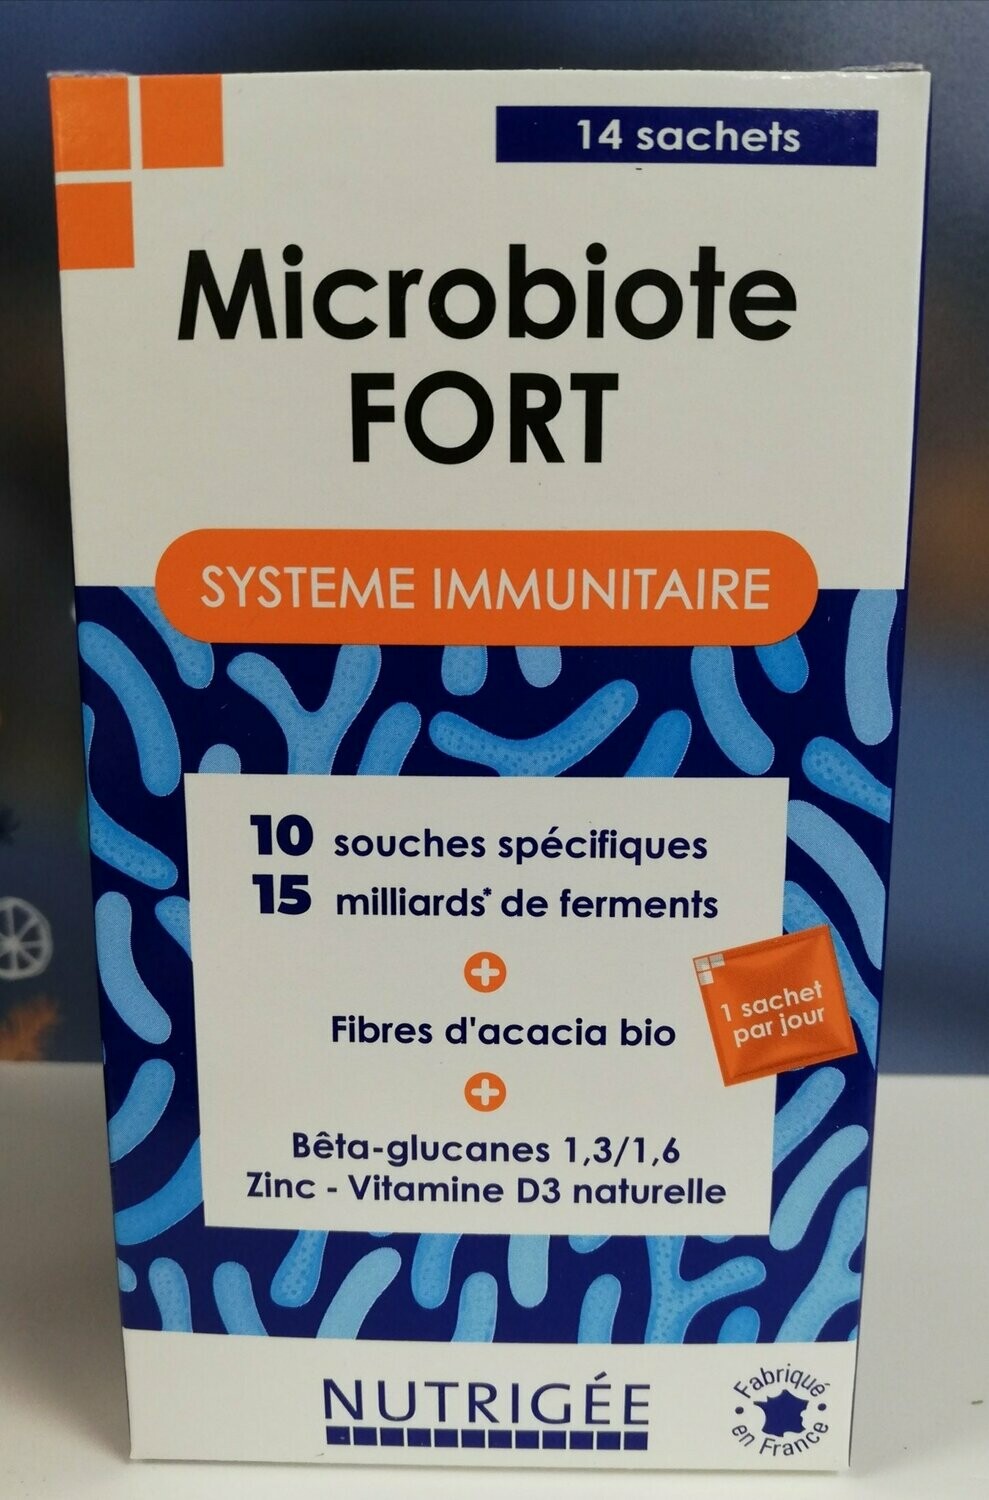 14 sachets
Microbiote
FORT
SYSTEME IMMUNITAIRE
10 souches spécifiques
15 milliards* de ferments
+
Fibres d'acacia bio
+
Bêta-glucanes 1,3/1,6
Zinc - Vitamine D3 naturelle
1 sachet
par jour
NUTRIGÉE
Fabriqué
en France